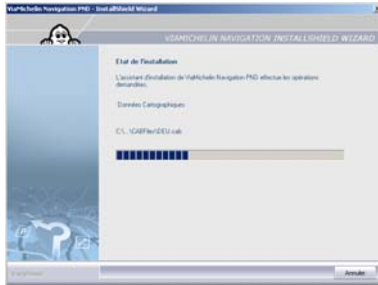 ViaMichelin Navigation PND - InstallShield Wizard
VIAMICHELIN NAVIGATION INSTALLSHIELD WIZARD
Etat de l'installation
L'assistant d'installation de ViaMichelin Navigation PND effectue les opérations
demandées.
Données Cartographiques
C:\...\CABFiles\DEU.cab
InstallShield
Annuler